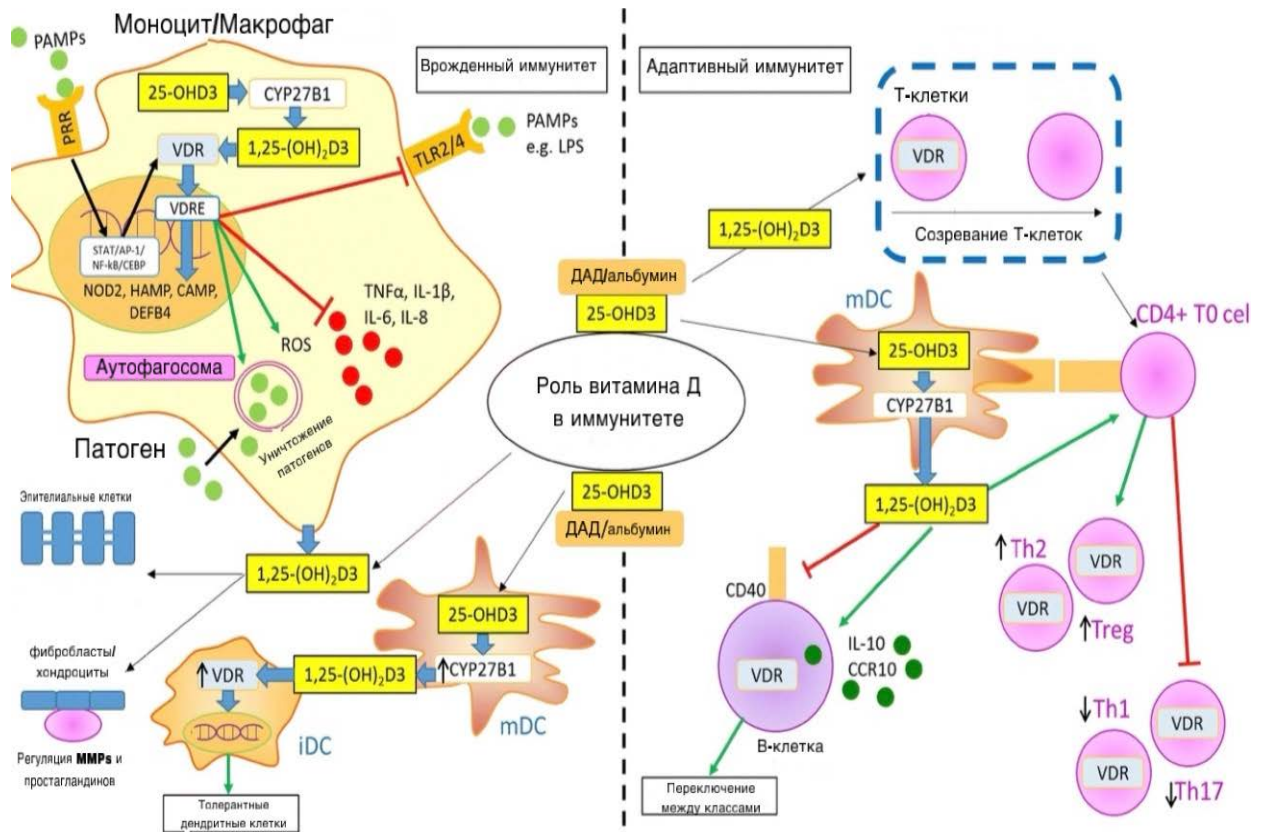 Моноцит/Макрофаг
PAMPs
PRR
25-OHD3
CYP27B1
VDR
1,25-(OH)₂D3
VDRE
STAT/AP-1/
NF-kB/CEBP
NOD2, HAMP, CAMP,
DEFB4
Врожденный иммунитет
TLR2/4
PAMPs
e.g. LPS
TNFα, IL-1β,
IL-6, IL-8
ROS
Аутофагосома
Патоген
Уничтожение
патогенов
Эпителиальные клетки
1,25-(OH)₂D3
фибробласты/
хондроциты
Регуляция MMPs и
простагландинов
25-OHD3
CYP27B1
mDC
1,25-(OH)₂D3
VDR
iDC
Толерантные
дендритные клетки
ДАД/альбумин
25-OHD3
Роль витамина Д
в иммунитете
25-OHD3
ДАД/альбумин
Адаптивный иммунитет
Т-клетки
VDR
Созревание Т-клеток
1,25-(OH)₂D3
mDC
25-OHD3
CYP27B1
CD4+ T0 cel
1,25-(OH)₂D3
CD40
VDR
IL-10
CCR10
В-клетка
Переключение
между классами
↑Th2
VDR
VDR
↑Treg
↓Th1
VDR
VDR
↓Th17